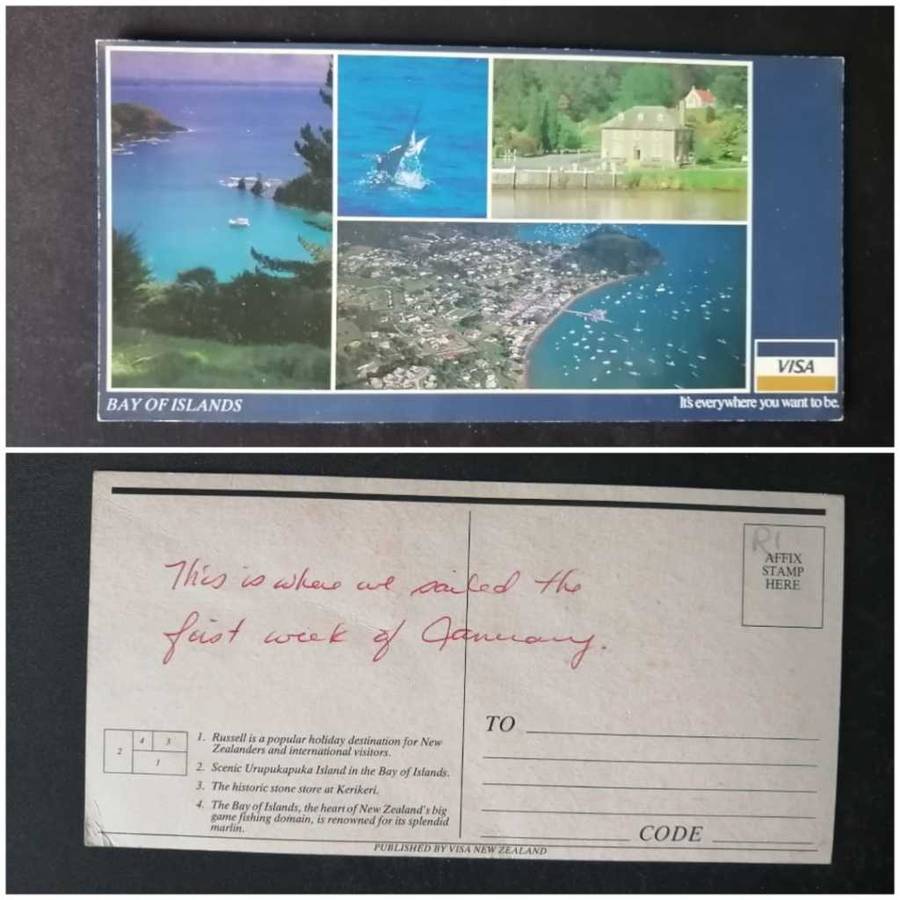 VISA
BAY OF ISLANDS
It's everywhere you want to be.
This is where we sailed the
first week of January.
R1
AFFIX
STAMP
HERE
TO
CODE
4 3
2
1
1. Russell is a popular holiday destination for New
Zealanders and international visitors.
2. Scenic Urupukapuka Island in the Bay of Islands.
3. The historic stone store at Kerikeri.
4. The Bay of Islands, the heart of New Zealand's big
game fishing domain, is renowned for its splendid
marlin.
PUBLISHED BY VISA NEW ZEALAND